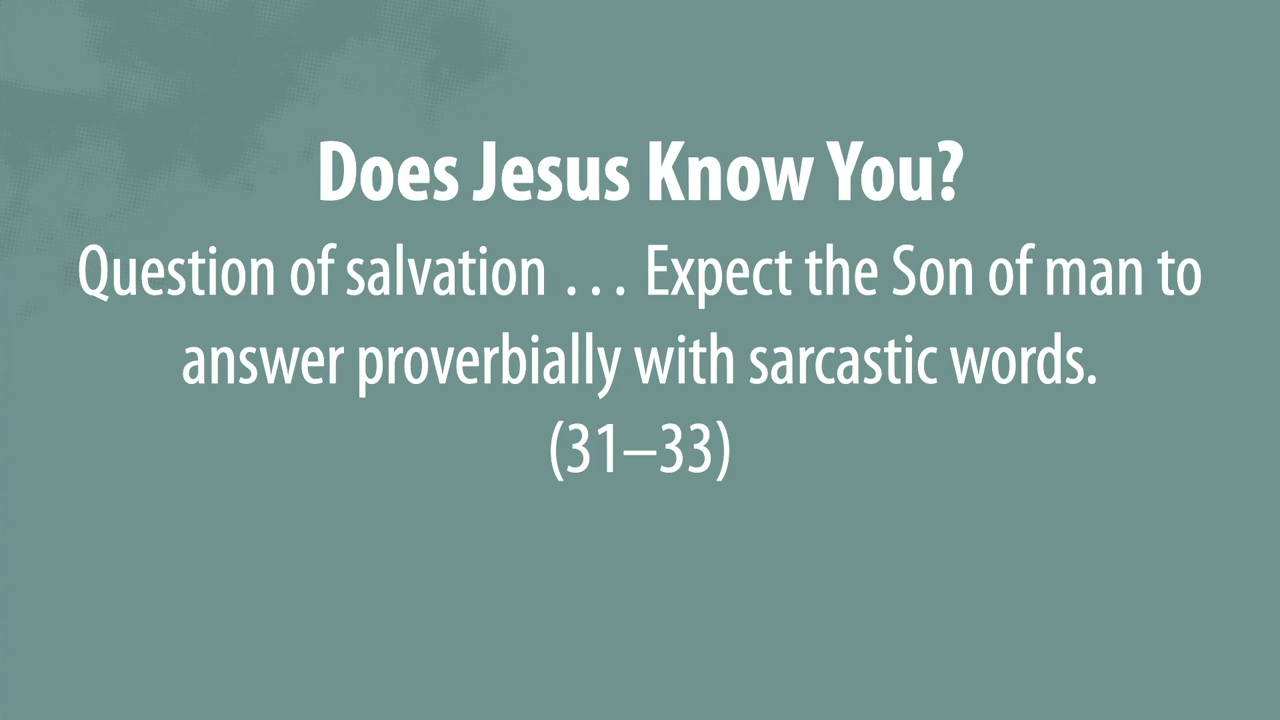 Does Jesus Know You?
Question of salvation . . . Expect the Son of man to
answer proverbially with sarcastic words.
(31–33)